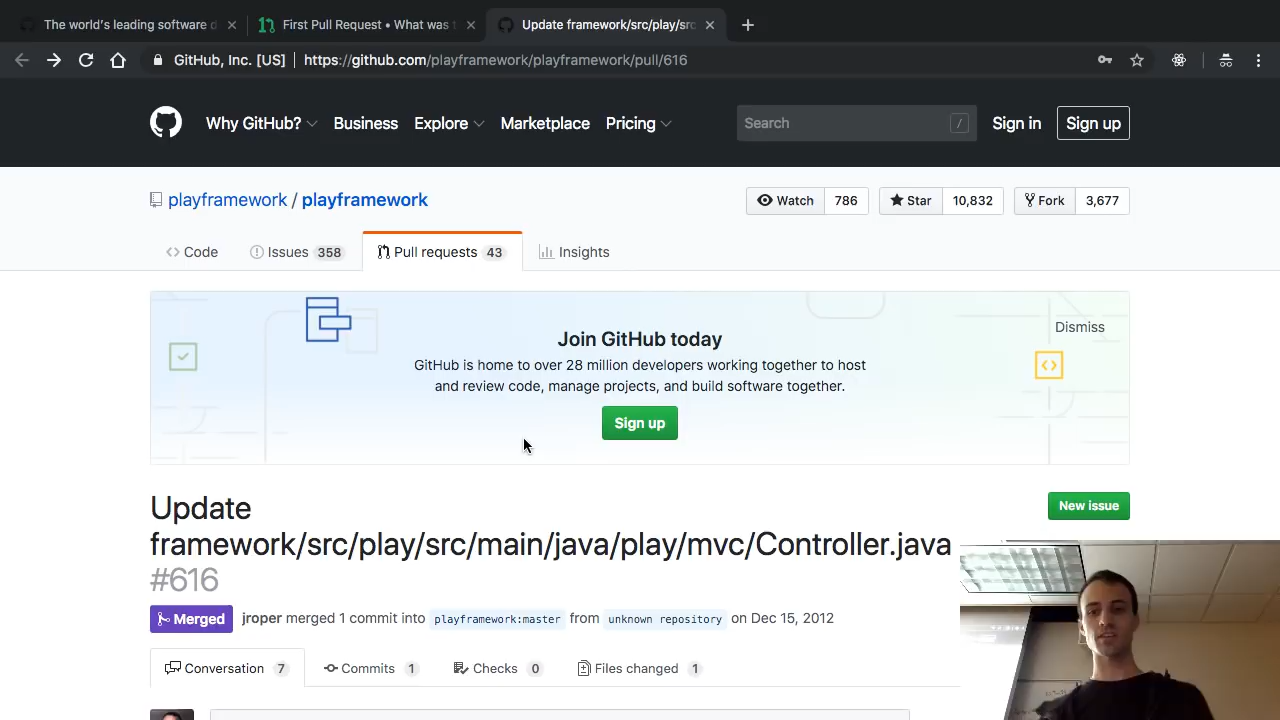 The world's leading software d
First Pull Request • What was t
Update framework/src/play/src
GitHub, Inc. [US] https://github.com/playframework/playframework/pull/616
Why GitHub? Business Explore Marketplace Pricing Search / Sign in Sign up
playframework / playframework
Watch 786 Star 10,832 Fork 3,677
Code Issues 358 Pull requests 43 Insights
Join GitHub today
Dismiss
GitHub is home to over 28 million developers working together to host
and review code, manage projects, and build software together.
Sign up
Update
New issue
framework/src/play/src/main/java/play/mvc/Controller.java
#616
Merged jroper merged 1 commit into playframework:master from unknown repository on Dec 15, 2012
Conversation 7 Commits 1 Checks 0 Files changed 1